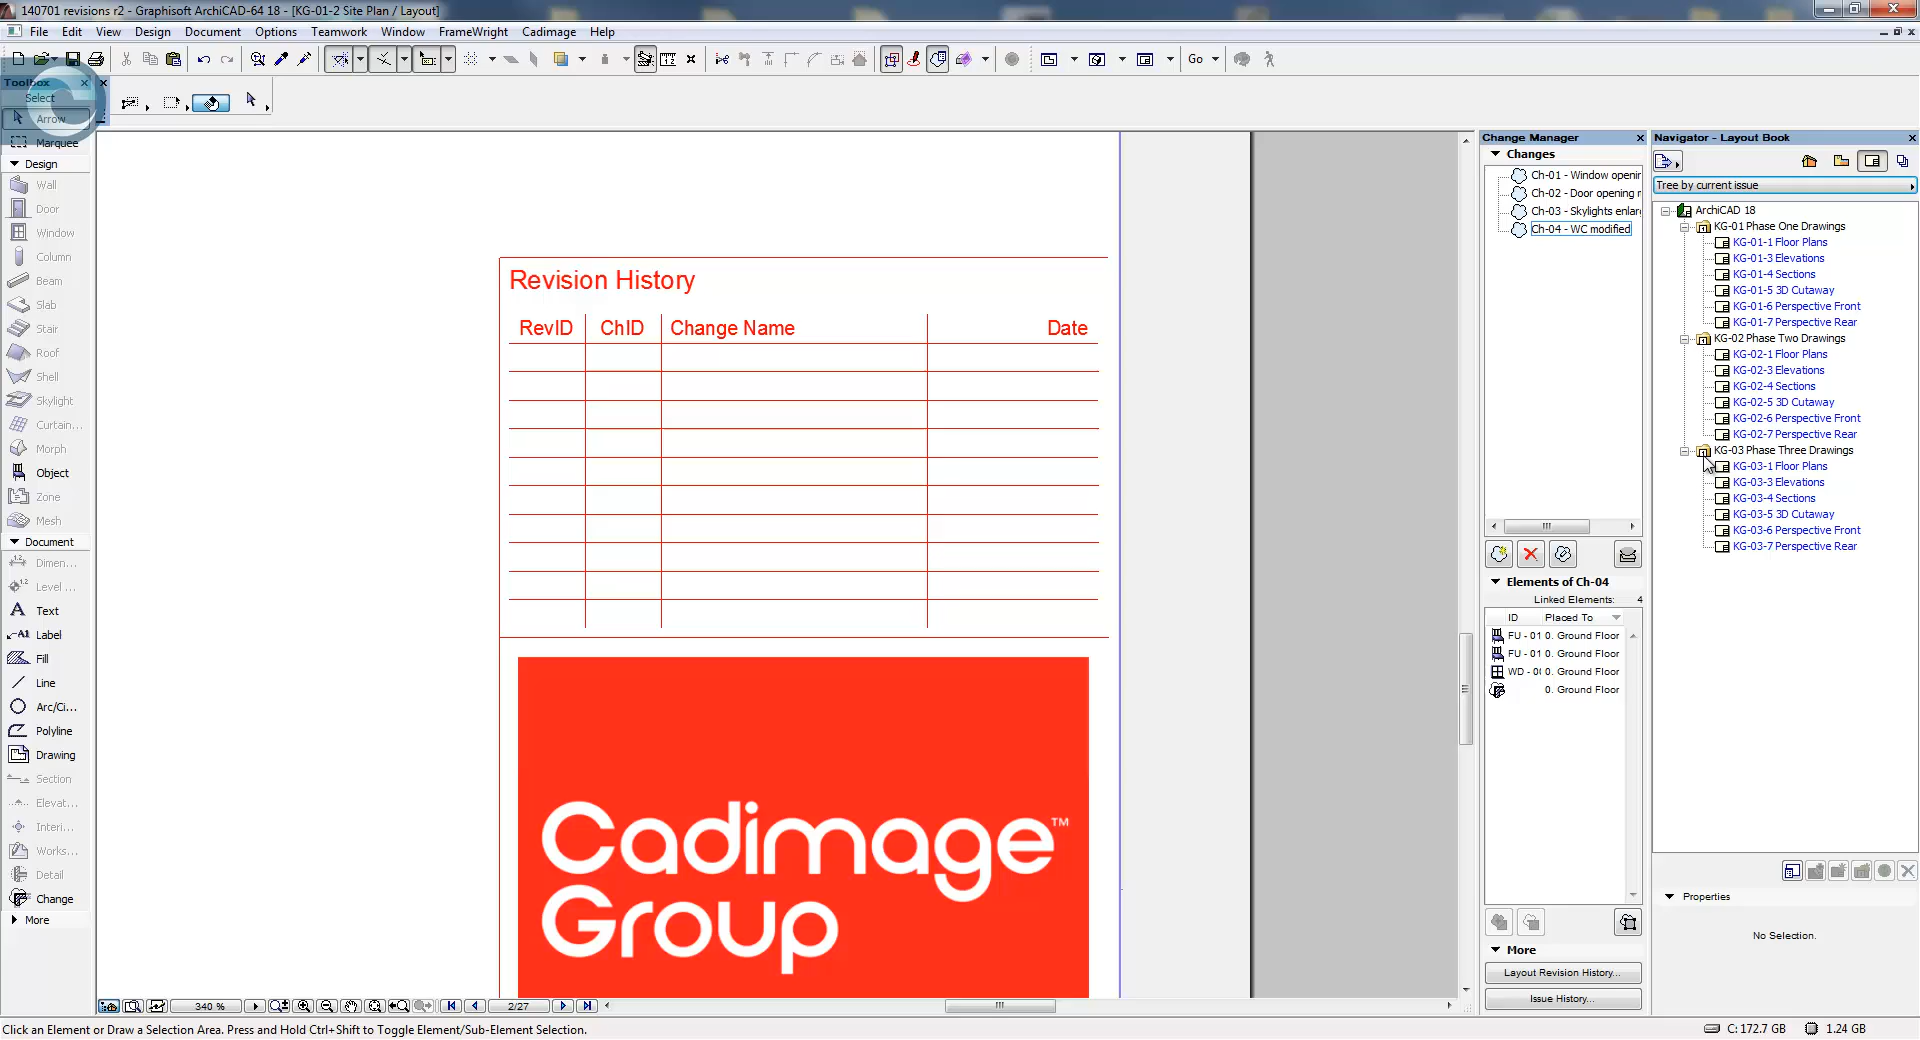 140701 revisions r2 - Graphisoft ArchiCAD-64 18 - [KG-01-2 Site Plan / Layout]
File Edit View Design Document Options Teamwork Window FrameWright Cadimage Help
Go
Toolbox
Select
Arrow
Marquee
Design
Wall
Door
Window
Column
Beam
Slab
Stair
Roof
Shell
Skylight
Curtain...
Morph
Object
Zone
Mesh
Document
Dimen...
Level ...
Text
Label
Fill
Line
Arc/Ci...
Polyline
Drawing
Section
Elevat...
Interi...
Works...
Detail
Change
More
Revision History
RevID ChID Change Name Date
Cadimage™
Group
340 %
2/27
Change Manager
Changes
Ch-01 - Window openin
Ch-02 - Door opening r
Ch-03 - Skylights enlarg
Ch-04 - WC modified
Elements of Ch-04
Linked Elements: 4
ID Placed To
FU - 01 0. Ground Floor
FU - 01 0. Ground Floor
WD - 0( 0. Ground Floor
0. Ground Floor
More
Layout Revision History...
Issue History...
Navigator - Layout Book
Tree by current issue
ArchiCAD 18
KG-01 Phase One Drawings
KG-01-1 Floor Plans
KG-01-3 Elevations
KG-01-4 Sections
KG-01-5 3D Cutaway
KG-01-6 Perspective Front
KG-01-7 Perspective Rear
KG-02 Phase Two Drawings
KG-02-1 Floor Plans
KG-02-3 Elevations
KG-02-4 Sections
KG-02-5 3D Cutaway
KG-02-6 Perspective Front
KG-02-7 Perspective Rear
KG-03 Phase Three Drawings
KG-03-1 Floor Plans
KG-03-3 Elevations
KG-03-4 Sections
KG-03-5 3D Cutaway
KG-03-6 Perspective Front
KG-03-7 Perspective Rear
Properties
No Selection.
Click an Element or Draw a Selection Area. Press and Hold Ctrl+Shift to Toggle Element/Sub-Element Selection.
C: 172.7 GB
1.24 GB